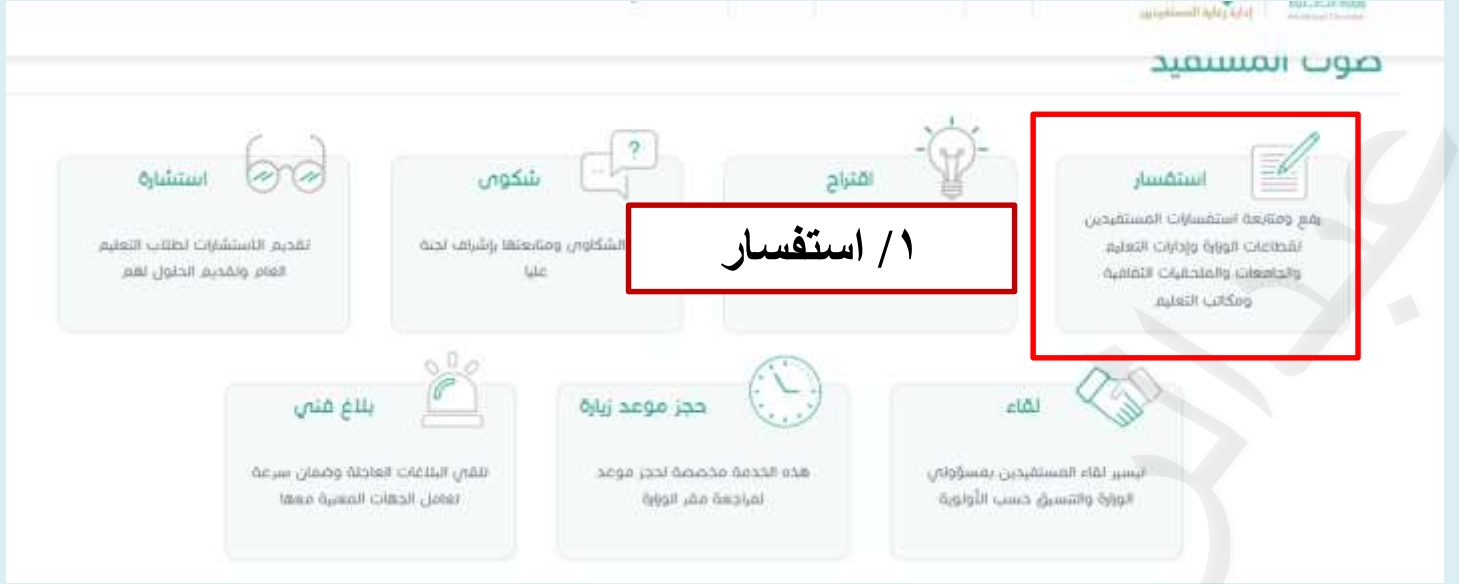 إدارة رعاية المستفيدين
صوت المستفيد
استفسار
رفع ومتابعة استفسارات المستفيدين
لقطاعات الوزارة وإدارات التعليم
والجامعات والملحقيات الثقافية
ومكاتب التعليم
اقتراح
١/ استفسار
شكوى
الشكاوى ومتابعتها بإشراف لجنة
عليا
استشارة
تقديم الاستشارات لطلاب التعليم
العام وتقديم الحلول لهم
لقاء
تيسير لقاء المستفيدين بمسؤولي
الوزارة والتنسيق حسب الأولوية
حجز موعد زيارة
هذه الخدمة مخصصة لحجز موعد
لمراجعة مقر الوزارة
بلاغ فني
تلقي البلاغات العاجلة وضمان سرعة
تعامل الجهات المعنية معها